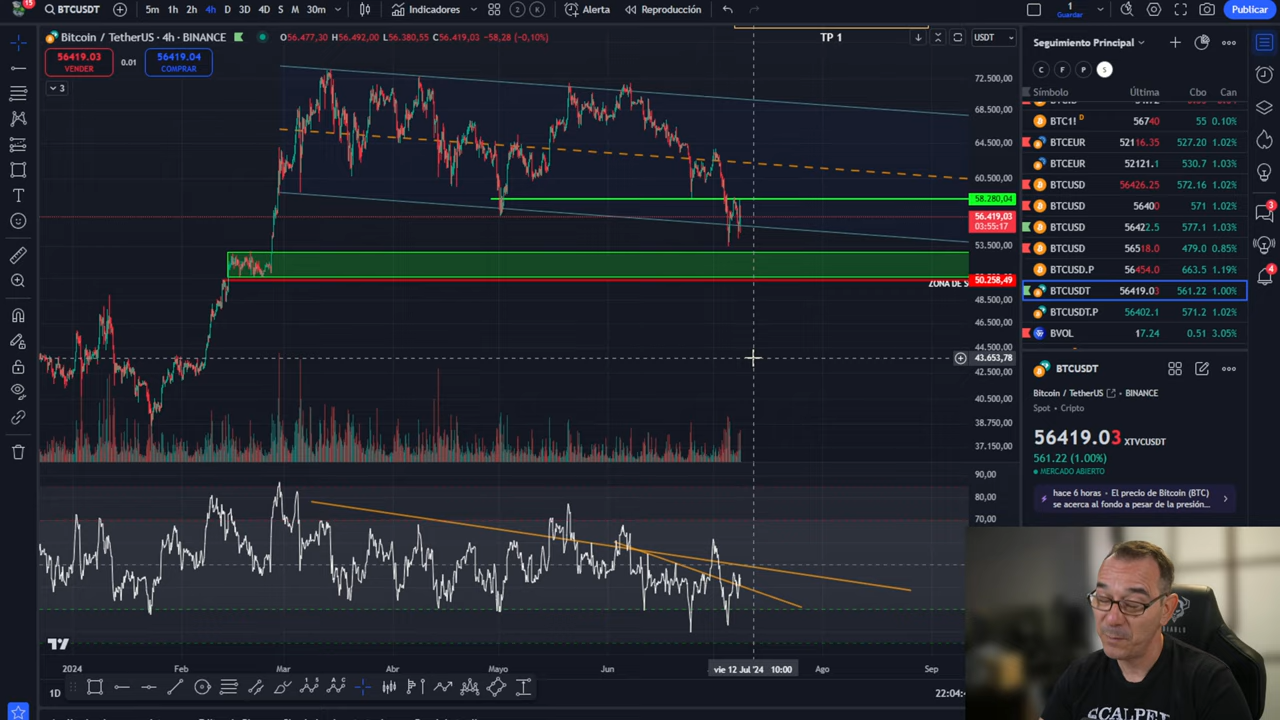 15
BTCUSDT
5m 1h 2h 4h D 3D 4D S M 30m
Indicadores
Alerta
Reproducción
1
Guardar
Publicar
Bitcoin / TetherUS · 4h · BINANCE
O56.477,30 H56.492,00 L56.380,55 C56.419,03 −58,28 (−0,10%)
TP 1
USDT
56419.03
VENDER
0.01
56419.04
COMPRAR
3
72.500,00
68.500,00
64.500,00
60.500,00
58.280,04
56.419,03
03:55:17
53.500,00
50.258,49
ZONA DE S
48.500,00
46.500,00
44.500,00
43.653,78
42.500,00
40.500,00
38.750,00
37.150,00
90,00
80,00
70,00
2024
Feb
Mar
Abr
Mayo
Jun
vie 12 Jul '24 10:00
Ago
Sep
1D
22:04:4
Seguimiento Principal
C F P S
Símbolo Última Cbo Can
BTC1! D 56740 55 0.10%
BTCEUR 52116.35 527.20 1.02%
BTCEUR 52121.1 530.7 1.03%
BTCUSD 56426.25 572.16 1.02%
BTCUSD 56400 571 1.02%
BTCUSD 56422.5 577.1 1.03%
BTCUSD 56518.0 479.0 0.85%
BTCUSD.P 56454.0 663.5 1.19%
BTCUSDT 56419.03 561.22 1.00%
BTCUSDT.P 56402.1 571.2 1.02%
BVOL 17.24 0.51 3.05%
BTCUSDT
Bitcoin / TetherUS · BINANCE
Spot · Cripto
56419.03 XTVCUSDT
561.22 (1.00%)
MERCADO ABIERTO
hace 6 horas · El precio de Bitcoin (BTC)
se acerca al fondo a pesar de la presión...
3
4
SCALPET